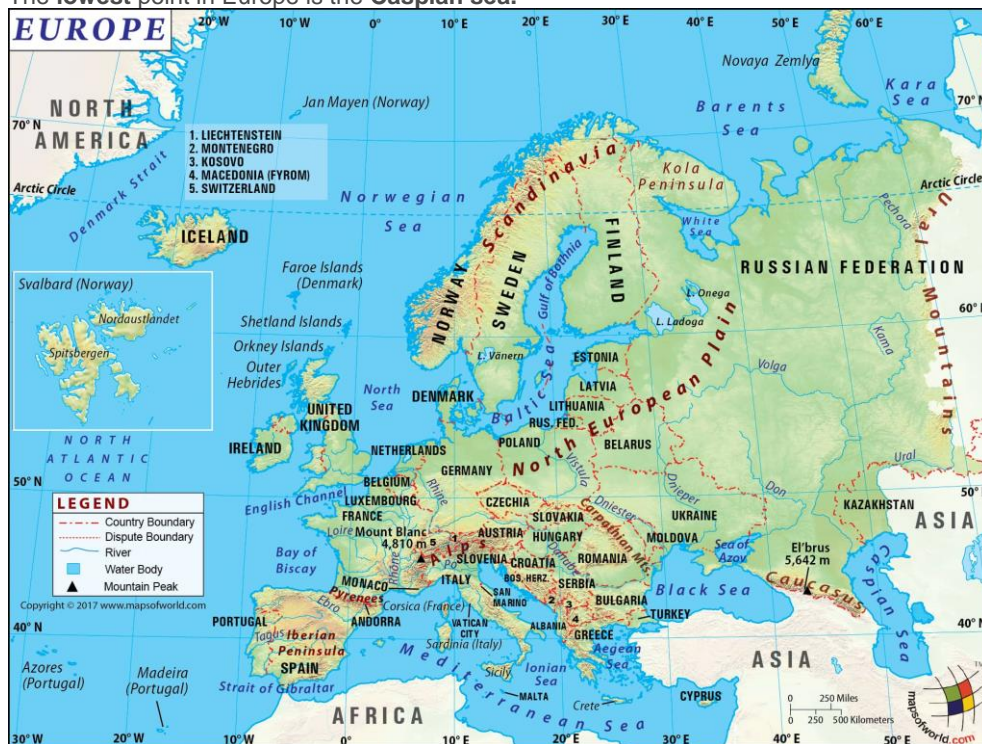 The lowest point in Europe is the Caspian sea.
EUROPE
20° W
10° W
0°
10° E
20° E
30° E
40° E
50° E
60° E
Novaya Zemlya
Kara
Sea
70° N
NORTH
AMERICA
70° N
Jan Mayen (Norway)
Barents
Sea
1. LIECHTENSTEIN
2. MONTENEGRO
3. KOSOVO
4. MACEDONIA (FYROM)
5. SWITZERLAND
Arctic Circle
Denmark Strait
Norwegian
Sea
Scandinavia
Kola
Peninsula
White
Sea
Arctic Circle
Pechora
Ural Mountains
ICELAND
Faroe Islands
(Denmark)
NORWAY
SWEDEN
Gulf of Bothnia
FINLAND
RUSSIAN FEDERATION
L. Onega
L. Ladoga
60° N
Svalbard (Norway)
Nordaustlandet
Spitsbergen
Shetland Islands
Orkney Islands
Outer
Hebrides
L. Vänern
Kama
Volga
ESTONIA
LATVIA
LITHUANIA
RUS. FED.
Baltic Sea
North European Plain
North
Sea
DENMARK
UNITED
KINGDOM
IRELAND
NETHERLANDS
POLAND
BELARUS
GERMANY
BELGIUM
LUXEMBOURG
Rhine
Vistula
Dnieper
Don
Ural
NORTH
ATLANTIC
OCEAN
50° N
50° N
English Channel
LEGEND
Country Boundary
Dispute Boundary
River
Water Body
Mountain Peak
Copyright © 2017 www.mapsofworld.com
FRANCE
Loire
Mount Blanc
4,810 m
5
1
Alps
CZECHIA
SLOVAKIA
AUSTRIA
HUNGARY
Carpathion Mts.
Dniester
UKRAINE
MOLDOVA
KAZAKHSTAN
ASIA
Bay of
Biscay
Rhône
Po
SLOVENIA
CROATIA
Danube
ROMANIA
Sea of
Azov
El'brus
5,642 m
Caucasus
Caspian Sea
MONACO
Pyrenees
ITALY
SAN
MARINO
BOS. HERZ.
SERBIA
2
3
4
BULGARIA
Black Sea
Corsica (France)
ANDORRA
Ebro
PORTUGAL
Tagus
Iberian
Peninsula
SPAIN
VATICAN
CITY
Sardinia (Italy)
ALBANIA
TURKEY
GREECE
Aegean
Sea
40° N
40° N
Azores
(Portugal)
Madeira
(Portugal)
Strait of Gibraltar
Mediterranean Sea
Sicily
Ionian
Sea
MALTA
Crete
CYPRUS
ASIA
AFRICA
0 250 Miles
0 250 500 Kilometers
mapsofworld.com
TM
30° W
20° W
10° W
0°
10° E
20° E
30° E
40° E
50° E